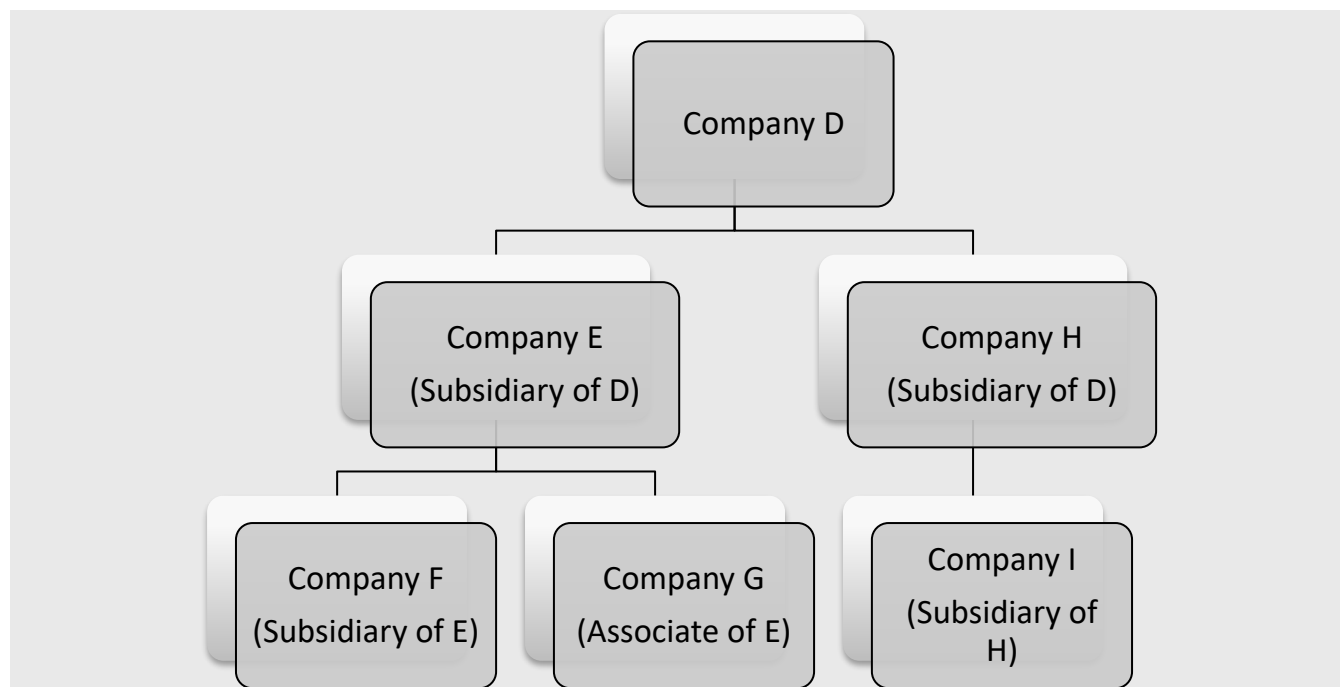 Company D
Company E
(Subsidiary of D)
Company H
(Subsidiary of D)
Company F
(Subsidiary of E)
Company G
(Associate of E)
Company I
(Subsidiary of
H)